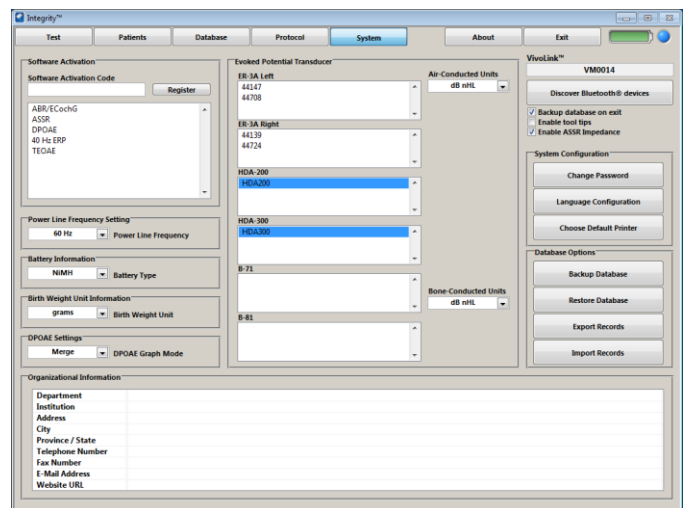 Integrity™
Test Patients Database Protocol System About Exit
Software Activation
Software Activation Code
Register
ABR/ECochG
ASSR
DPOAE
40 Hz ERP
TEOAE
Power Line Frequency Setting
60 Hz Power Line Frequency
Battery Information
NiMH Battery Type
Birth Weight Unit Information
grams Birth Weight Unit
DPOAE Settings
Merge DPOAE Graph Mode
Evoked Potential Transducer
ER-3A Left
44147
44708
ER-3A Right
44139
44724
HDA-200
HDA200
HDA-300
HDA300
B-71
B-81
Air-Conducted Units
dB nHL
Bone-Conducted Units
dB nHL
VivoLink™
VM0014
Discover Bluetooth® devices
Backup database on exit
Enable tool tips
Enable ASSR Impedance
System Configuration
Change Password
Language Configuration
Choose Default Printer
Database Options
Backup Database
Restore Database
Export Records
Import Records
Organizational Information
Department
Institution
Address
City
Province / State
Telephone Number
Fax Number
E-Mail Address
Website URL